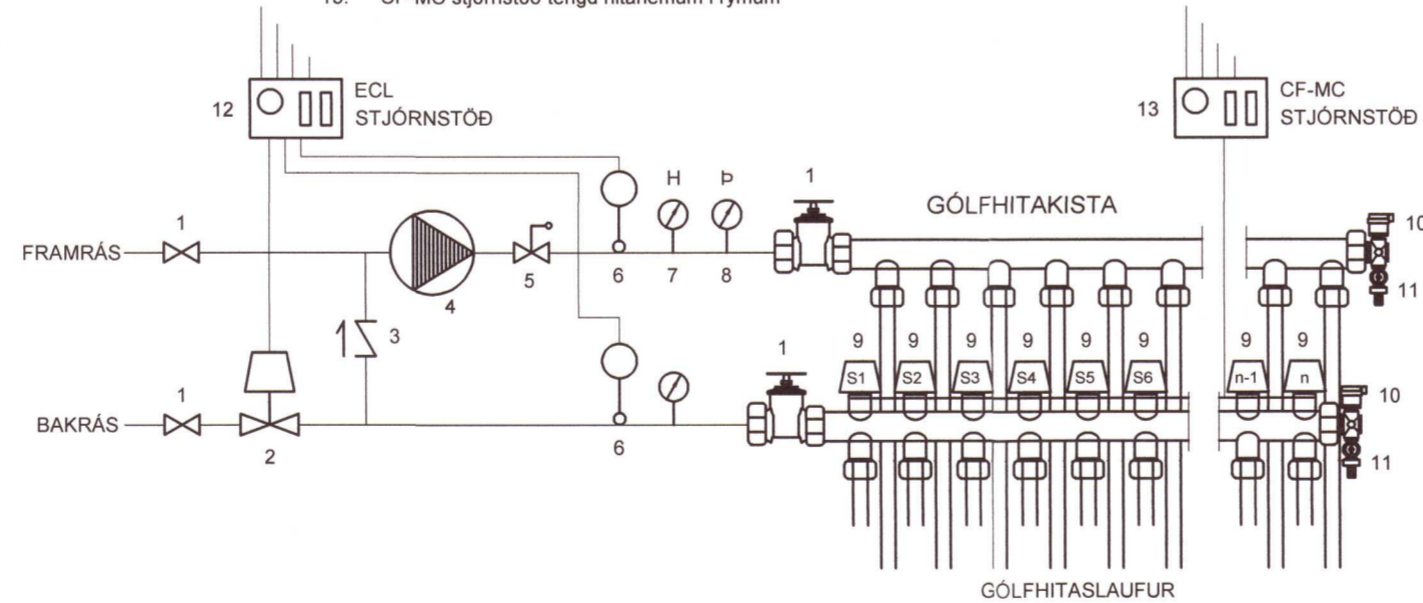 13. CF-MC stjórnstöð tengd hitanemum í rýmum
12
ECL
STJÓRNSTÖÐ
13
CF-MC
STJÓRNSTÖÐ
H
Þ
1
GÓLFHITAKISTA
10
1
FRAMRÁS
4
5
6
7
8
11
3
9
9
9
9
9
9
9
9
1
S1
S2
S3
S4
S5
S6
n-1
n
10
1
BAKRÁS
2
6
11
GÓLFHITASLAUFUR